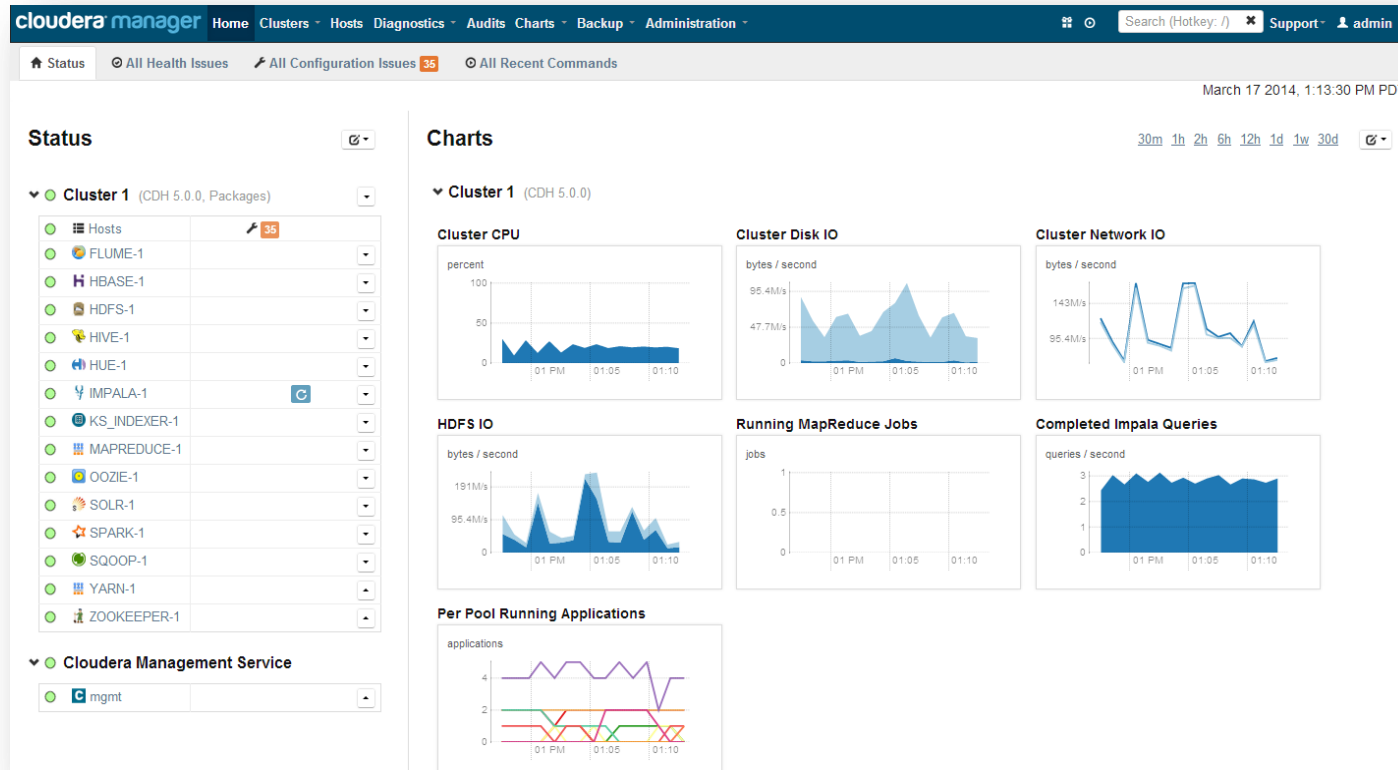 cloudera manager Home Clusters Hosts Diagnostics Audits Charts Backup Administration Search (Hotkey: /) Support admin
Status All Health Issues All Configuration Issues 35 All Recent Commands
March 17 2014, 1:13:30 PM PD
Status
Cluster 1 (CDH 5.0.0, Packages)
Hosts 35
FLUME-1
HBASE-1
HDFS-1
HIVE-1
HUE-1
IMPALA-1
KS_INDEXER-1
MAPREDUCE-1
OOZIE-1
SOLR-1
SPARK-1
SQOOP-1
YARN-1
ZOOKEEPER-1
Cloudera Management Service
C mgmt
Charts
30m 1h 2h 6h 12h 1d 1w 30d
Cluster 1 (CDH 5.0.0)
Cluster CPU
percent
100
50
0
01 PM 01:05 01:10
Cluster Disk IO
bytes / second
95.4M/s
47.7M/s
0
01 PM 01:05 01:10
Cluster Network IO
bytes / second
143M/s
95.4M/s
01 PM 01:05 01:10
HDFS IO
bytes / second
191M/s
95.4M/s
0
01 PM 01:05 01:10
Running MapReduce Jobs
jobs
1
0.5
0
01 PM 01:05 01:10
Completed Impala Queries
queries / second
3
2
1
0
01 PM 01:05 01:10
Per Pool Running Applications
applications
4
2
0
01 PM 01:05 01:10